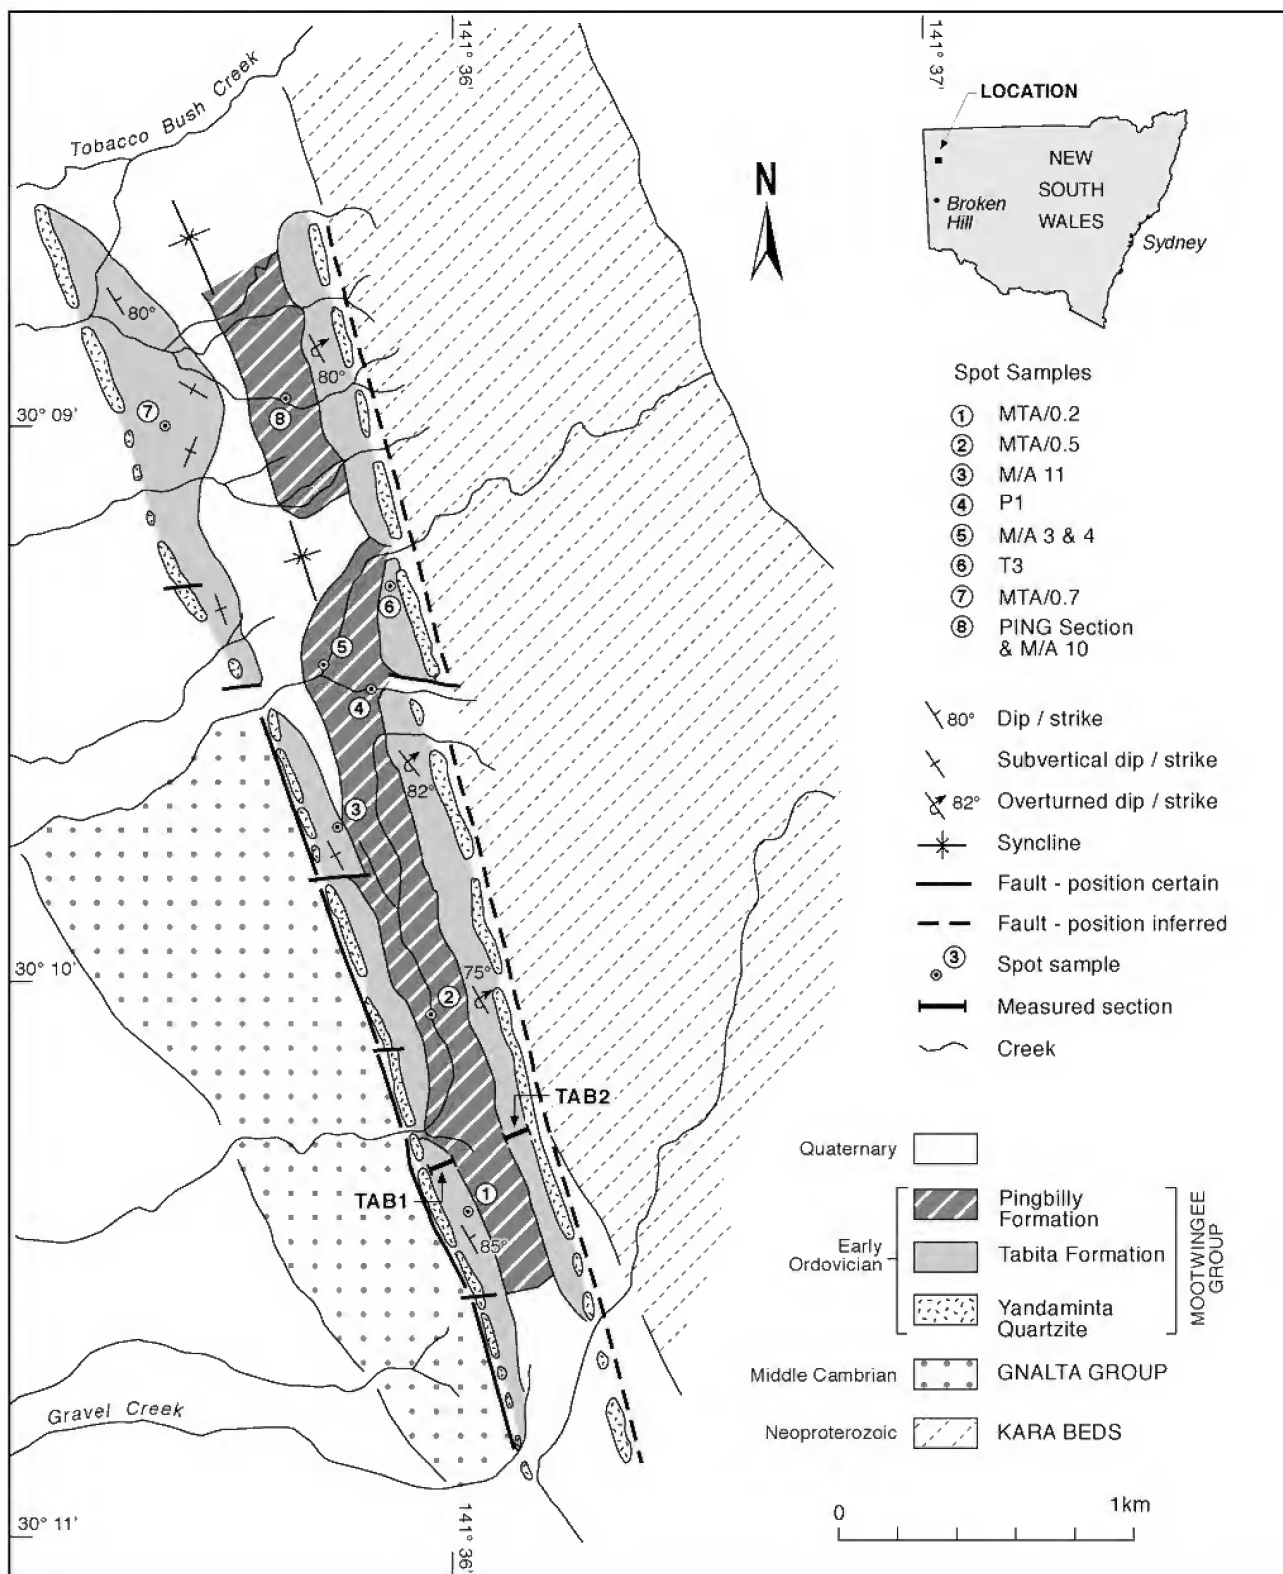 141° 36'
141° 37'
LOCATION
NEW
SOUTH
WALES
Broken
Hill
Sydney
N
Tobacco Bush Creek
80°
80°
7
8
30° 09'
6
5
4
82°
3
30° 10'
75°
2
TAB2
TAB1
1
85°
Gravel Creek
30° 11'
141° 36'
Spot Samples
1 MTA/0.2
2 MTA/0.5
3 M/A 11
4 P1
5 M/A 3 & 4
6 T3
7 MTA/0.7
8 PING Section
& M/A 10
80° Dip / strike
Subvertical dip / strike
82° Overturned dip / strike
Syncline
Fault - position certain
Fault - position inferred
3 Spot sample
Measured section
Creek
Quaternary
Early
Ordovician
Pingbilly
Formation
Tabita Formation
Yandaminta
Quartzite
MOOTWINGEE
GROUP
Middle Cambrian GNALTA GROUP
Neoproterozoic KARA BEDS
0 1km